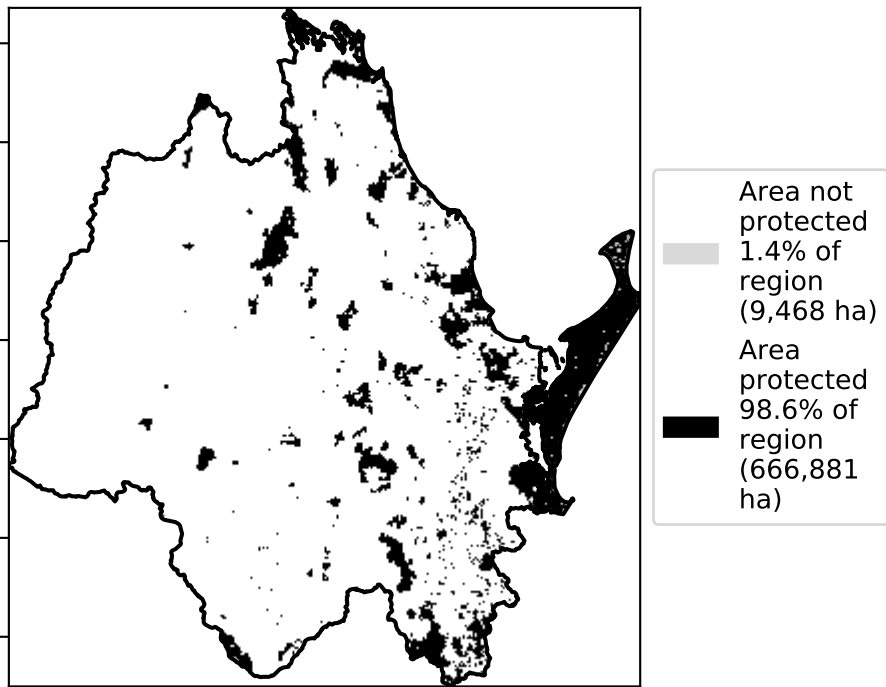 Area not
protected
1.4% of
region
(9,468 ha)
Area
protected
98.6% of
region
(666,881
ha)